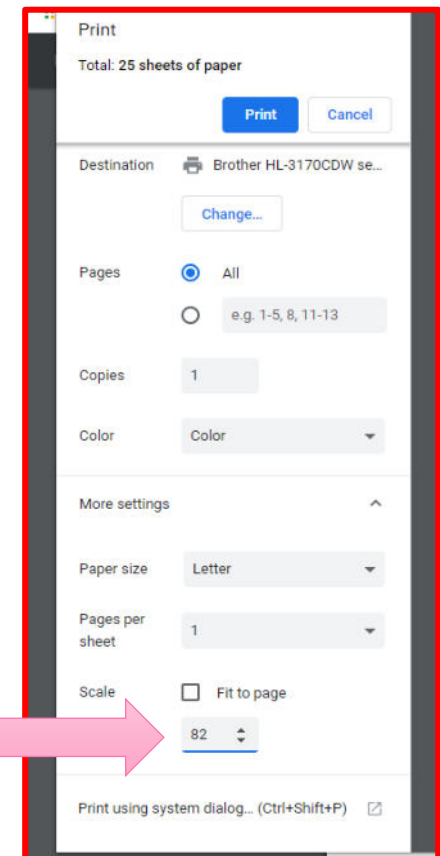 Print
Total: 25 sheets of paper
Print Cancel
Destination Brother HL-3170CDW se...
Change...
Pages All
e.g. 1-5, 8, 11-13
Copies 1
Color Color
More settings
Paper size Letter
Pages per
sheet
1
Scale Fit to page
82
Print using system dialog... (Ctrl+Shift+P)